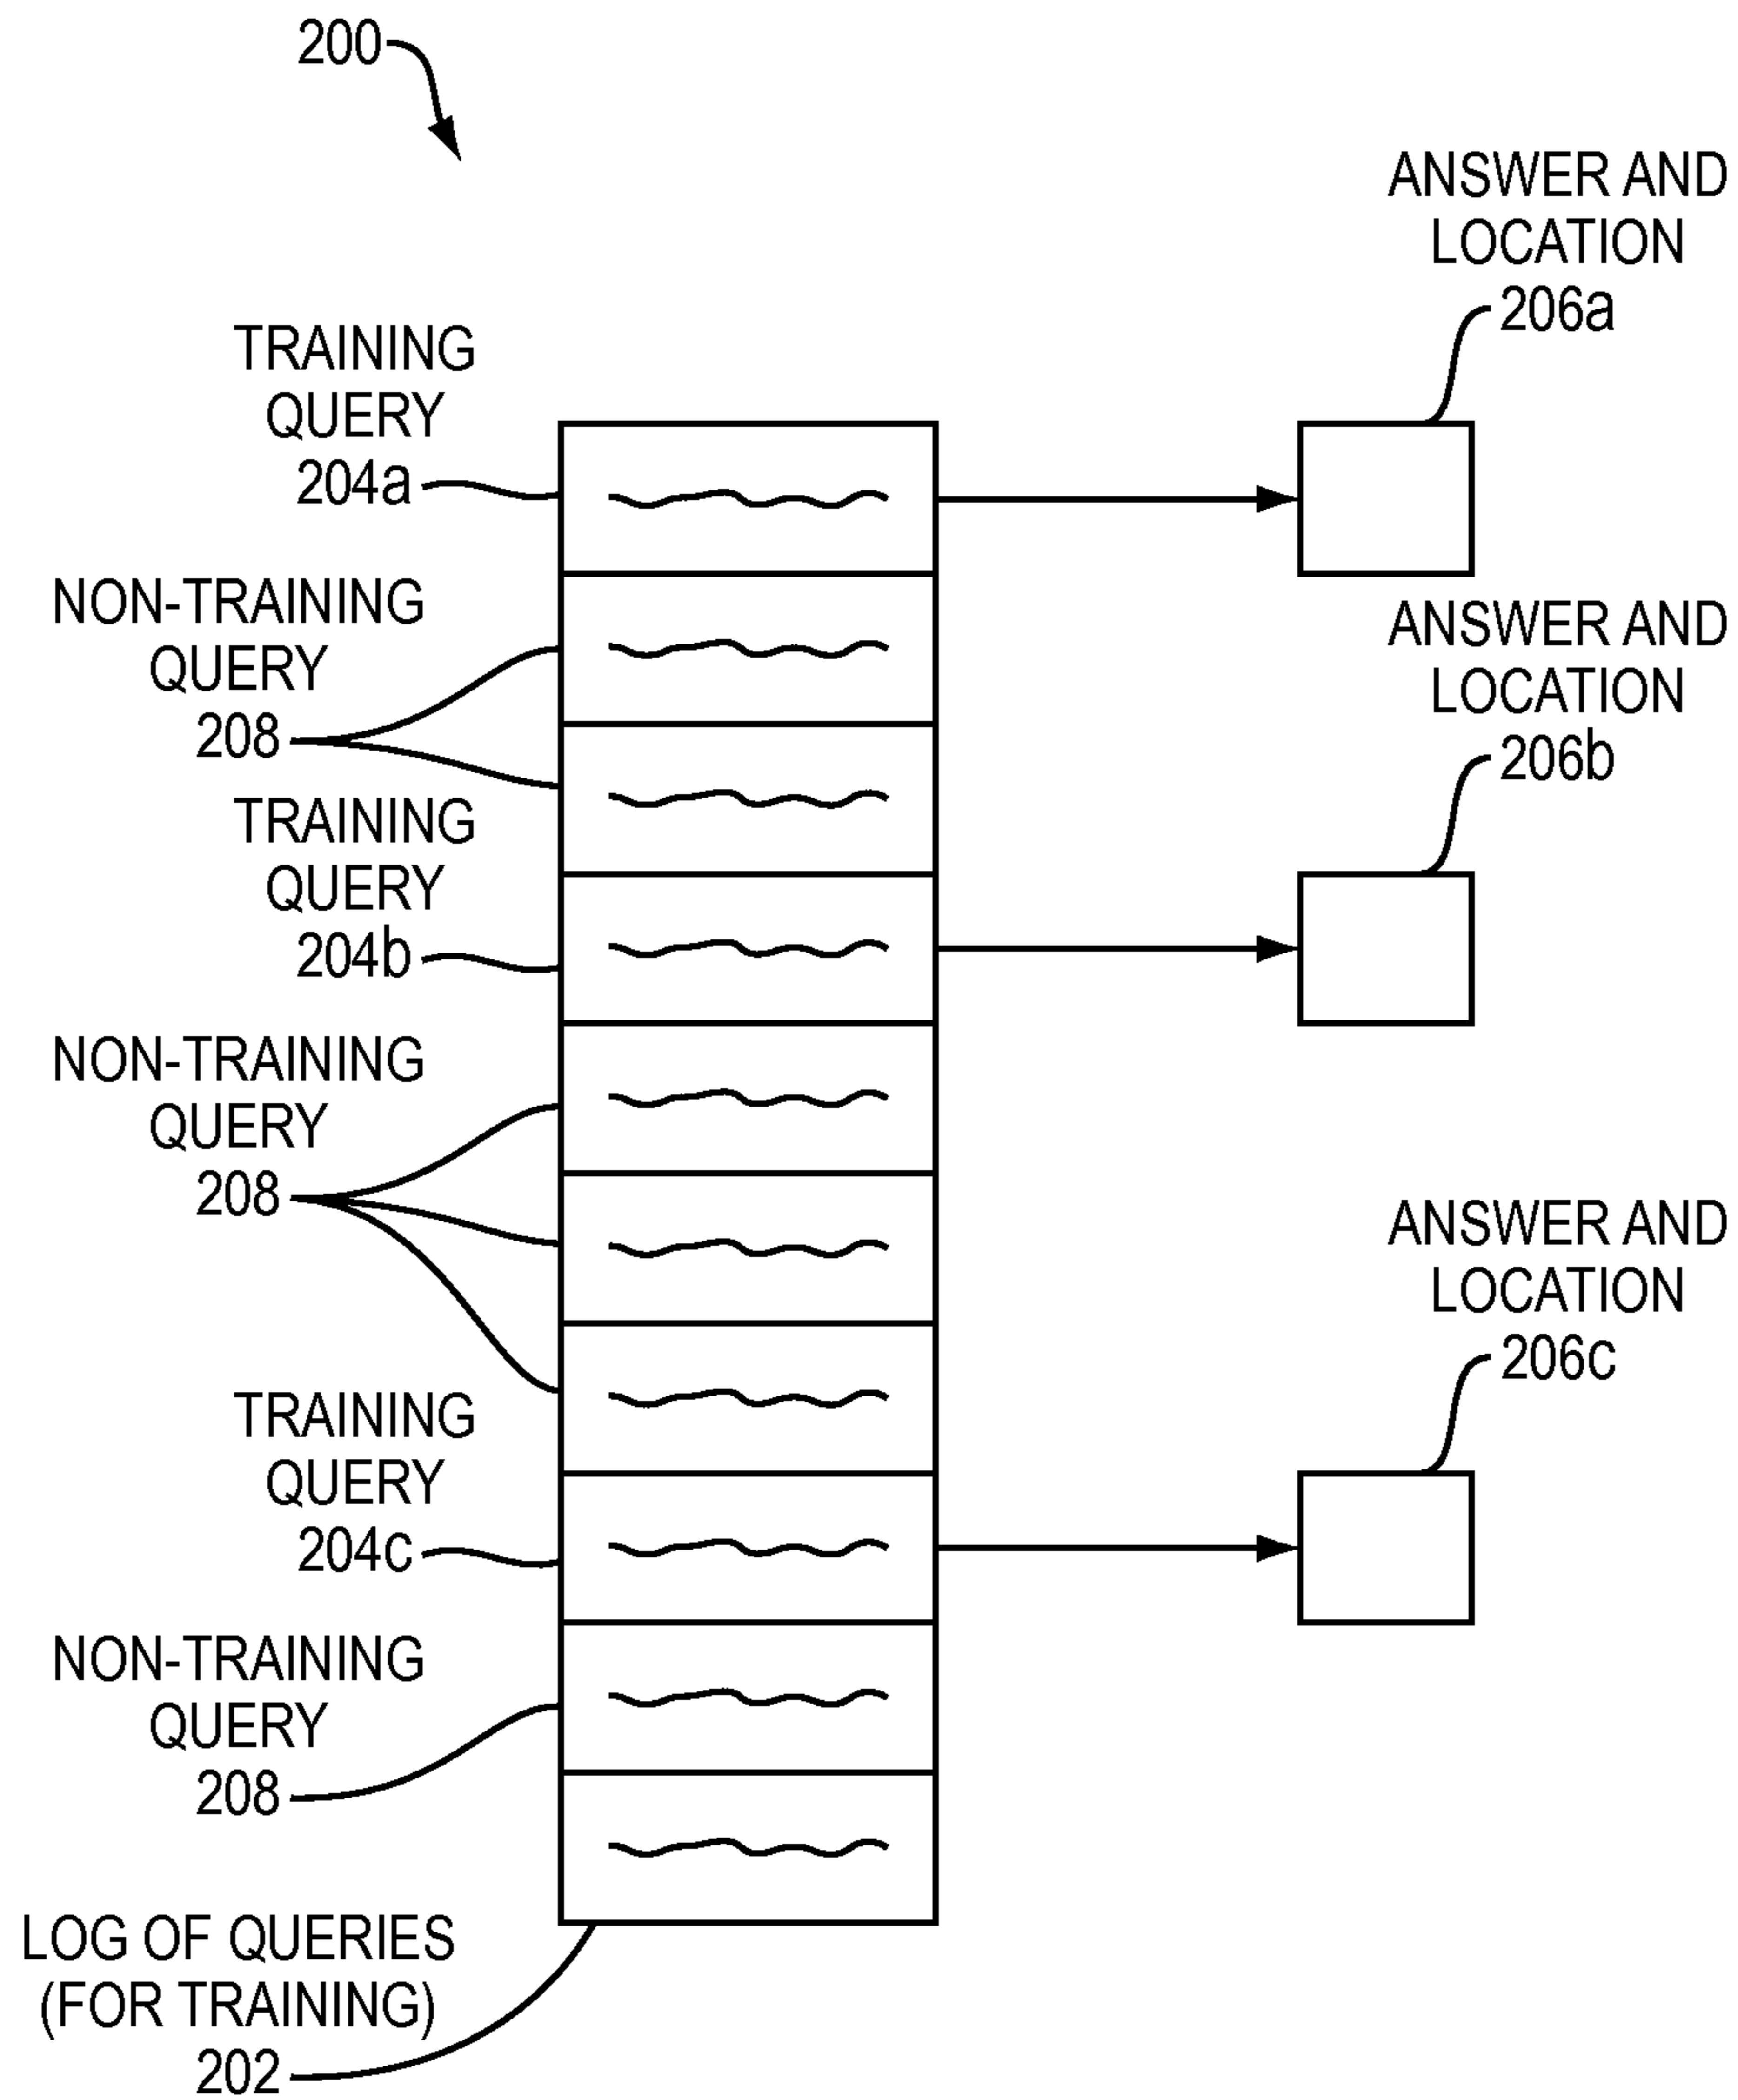 200
ANSWER AND
LOCATION
206a
TRAINING
QUERY
204a
NON-TRAINING
QUERY
208
ANSWER AND
LOCATION
206b
TRAINING
QUERY
204b
NON-TRAINING
QUERY
208
ANSWER AND
LOCATION
206c
TRAINING
QUERY
204c
NON-TRAINING
QUERY
208
LOG OF QUERIES
(FOR TRAINING)
202